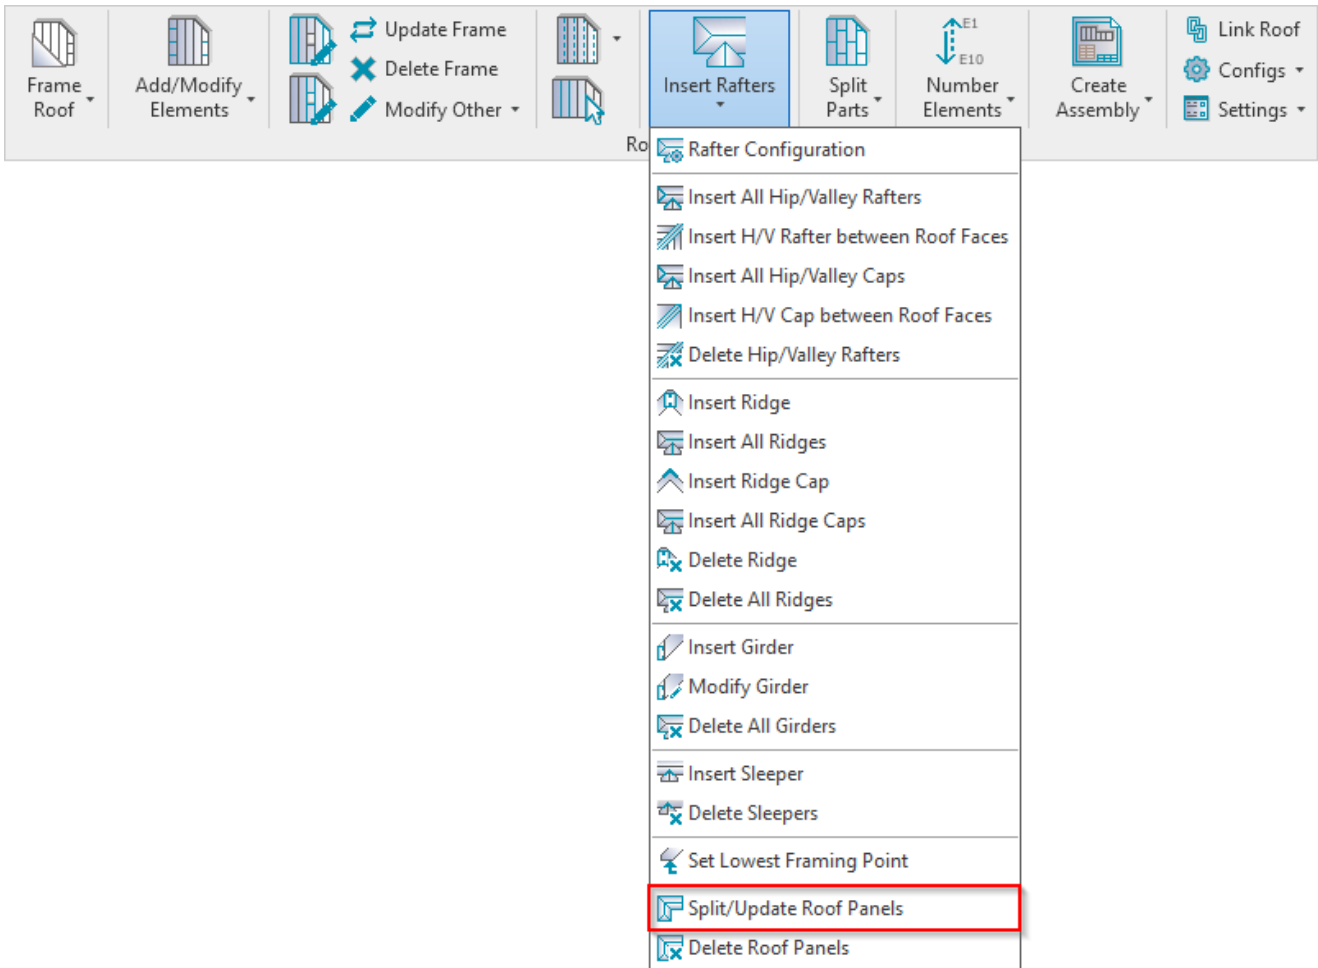 Frame
Roof
Add/Modify
Elements
Update Frame
Delete Frame
Modify Other
Insert Rafters
Split
Parts
E1
E10
Number
Elements
Create
Assembly
Link Roof
Configs
Settings
Ro
Rafter Configuration
Insert All Hip/Valley Rafters
Insert H/V Rafter between Roof Faces
Insert All Hip/Valley Caps
Insert H/V Cap between Roof Faces
Delete Hip/Valley Rafters
Insert Ridge
Insert All Ridges
Insert Ridge Cap
Insert All Ridge Caps
Delete Ridge
Delete All Ridges
Insert Girder
Modify Girder
Delete All Girders
Insert Sleeper
Delete Sleepers
Set Lowest Framing Point
Split/Update Roof Panels
Delete Roof Panels